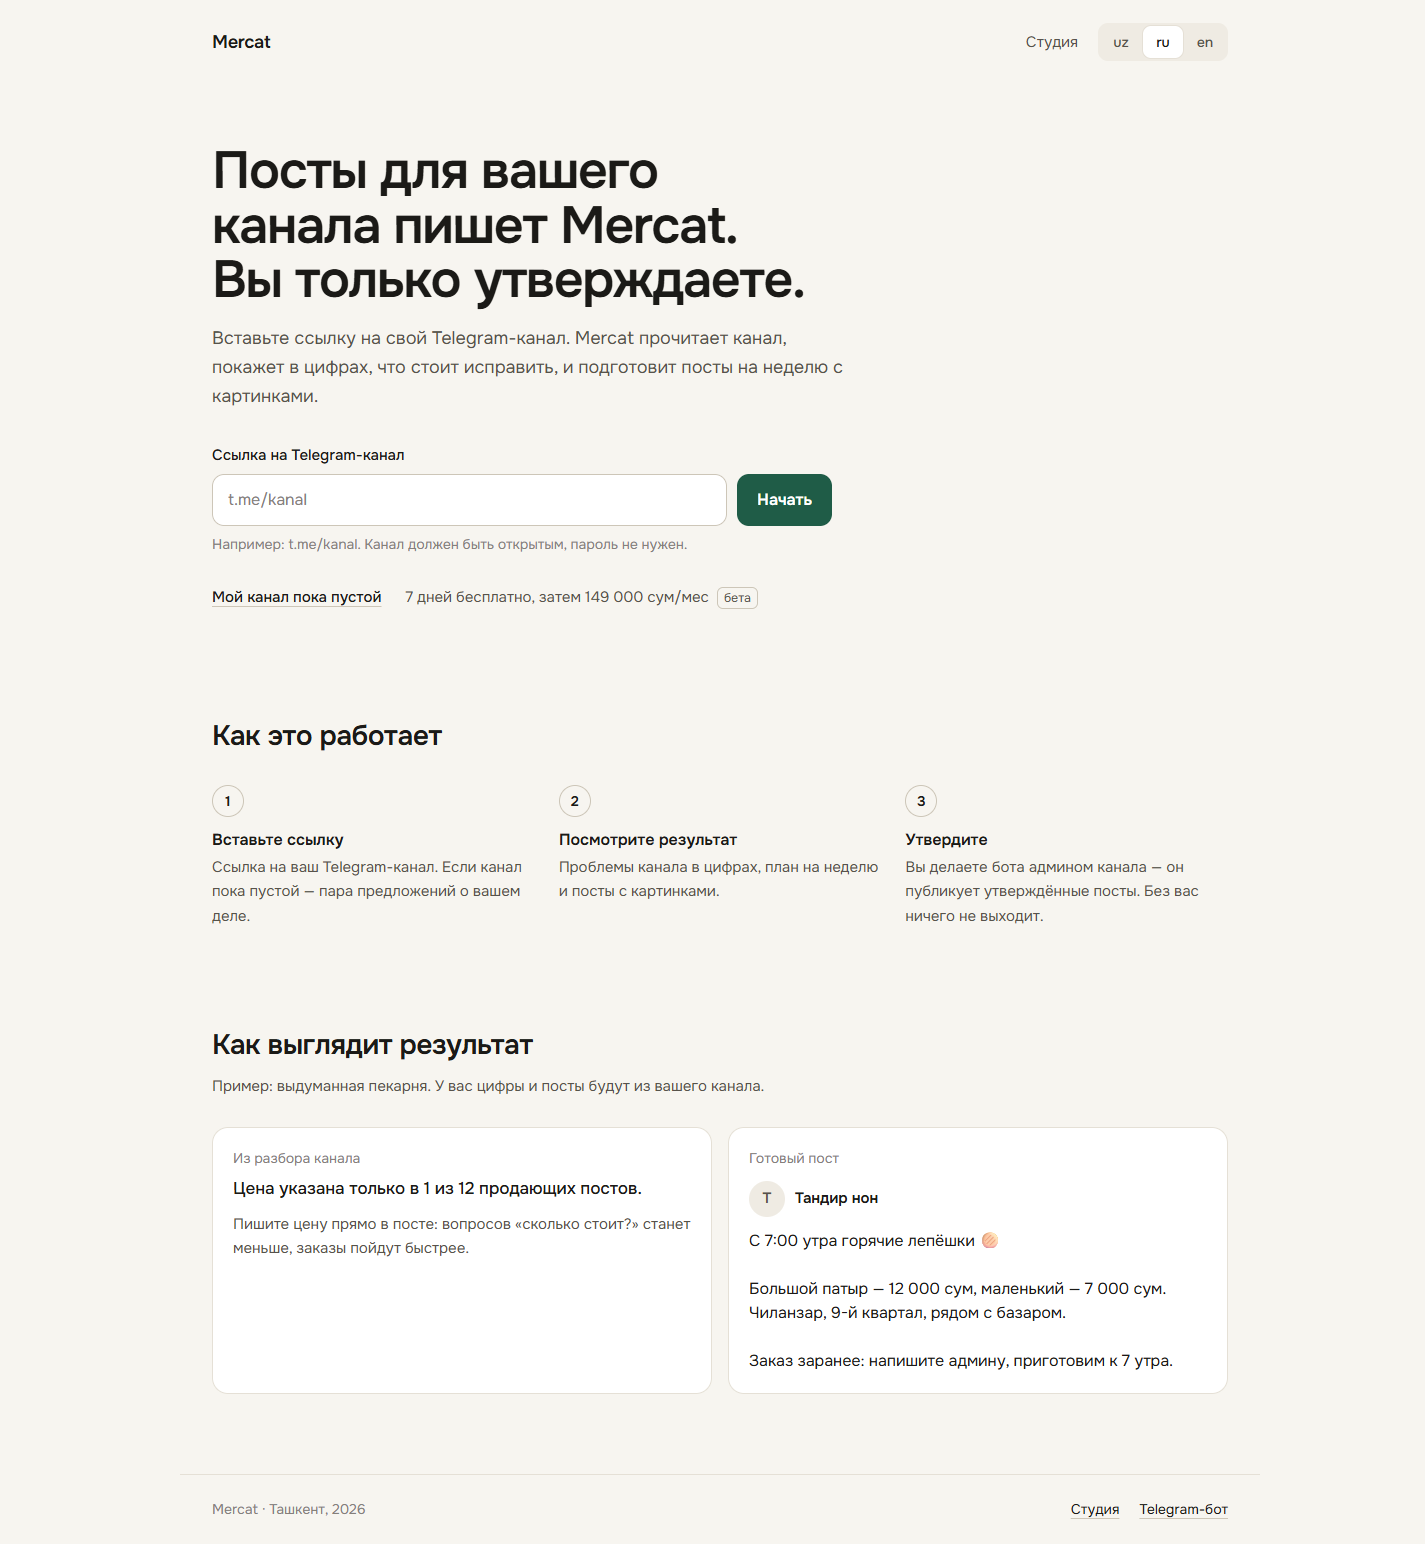 Mercat
Студия
uz
ru
en
Посты для вашего
канала пишет Mercat.
Вы только утверждаете.
Вставьте ссылку на свой Telegram-канал. Mercat прочитает канал,
покажет в цифрах, что стоит исправить, и подготовит посты на неделю с
картинками.
Ссылка на Telegram-канал
t.me/kanal
Начать
Например: t.me/kanal. Канал должен быть открытым, пароль не нужен.
Мой канал пока пустой
7 дней бесплатно, затем 149 000 сум/мес
бета
Как это работает
1
Вставьте ссылку
Ссылка на ваш Telegram-канал. Если канал
пока пустой — пара предложений о вашем
деле.
2
Посмотрите результат
Проблемы канала в цифрах, план на неделю
и посты с картинками.
3
Утвердите
Вы делаете бота админом канала — он
публикует утверждённые посты. Без вас
ничего не выходит.
Как выглядит результат
Пример: выдуманная пекарня. У вас цифры и посты будут из вашего канала.
Из разбора канала
Цена указана только в 1 из 12 продающих постов.
Пишите цену прямо в посте: вопросов «сколько стоит?» станет
меньше, заказы пойдут быстрее.
Готовый пост
Т
Тандир нон
С 7:00 утра горячие лепёшки
Большой патыр — 12 000 сум, маленький — 7 000 сум.
Чиланзар, 9-й квартал, рядом с базаром.
Заказ заранее: напишите админу, приготовим к 7 утра.
Mercat · Ташкент, 2026
Студия
Telegram-бот